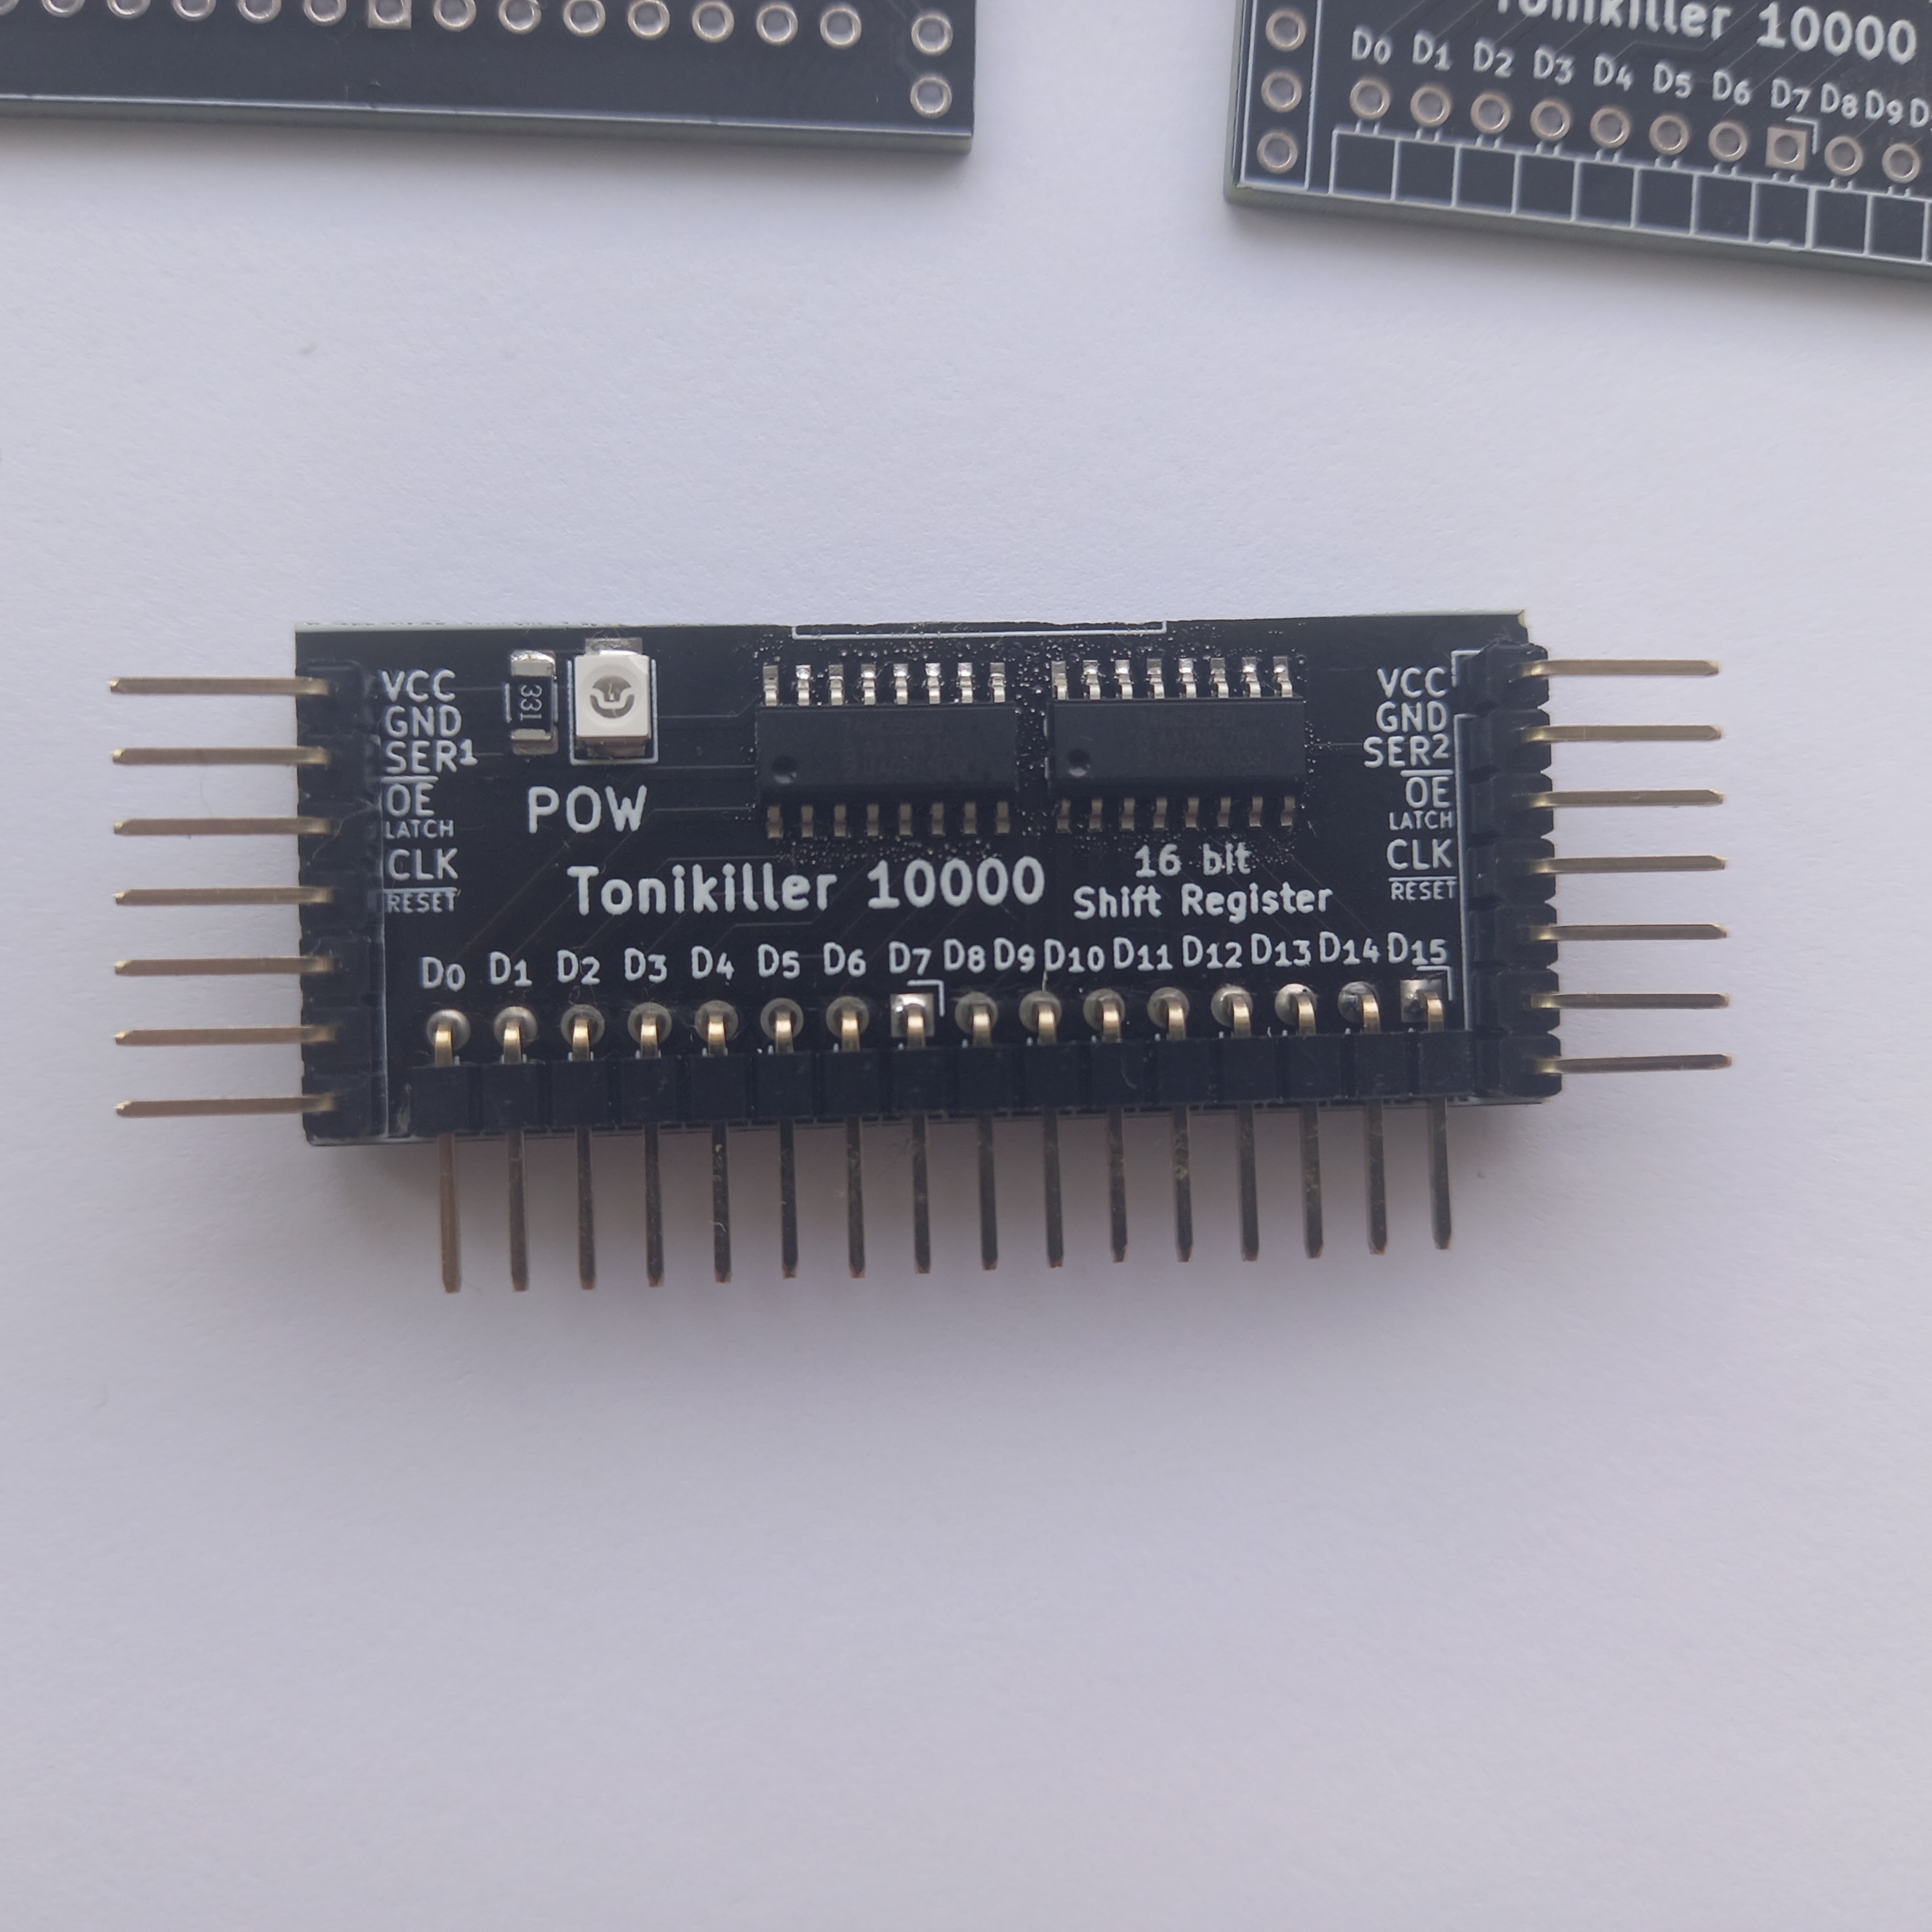 VCC
GND
SER1
OE
LATCH
CLK
RESET
331
POW
Tonikiller 10000
16 bit
Shift Register
D0 D1 D2 D3 D4 D5 D6 D7 D8 D9 D10 D11 D12 D13 D14 D15
VCC
GND
SER2
OE
LATCH
CLK
RESET
10000
D0 D1 D2 D3 D4 D5 D6 D7 D8 D9